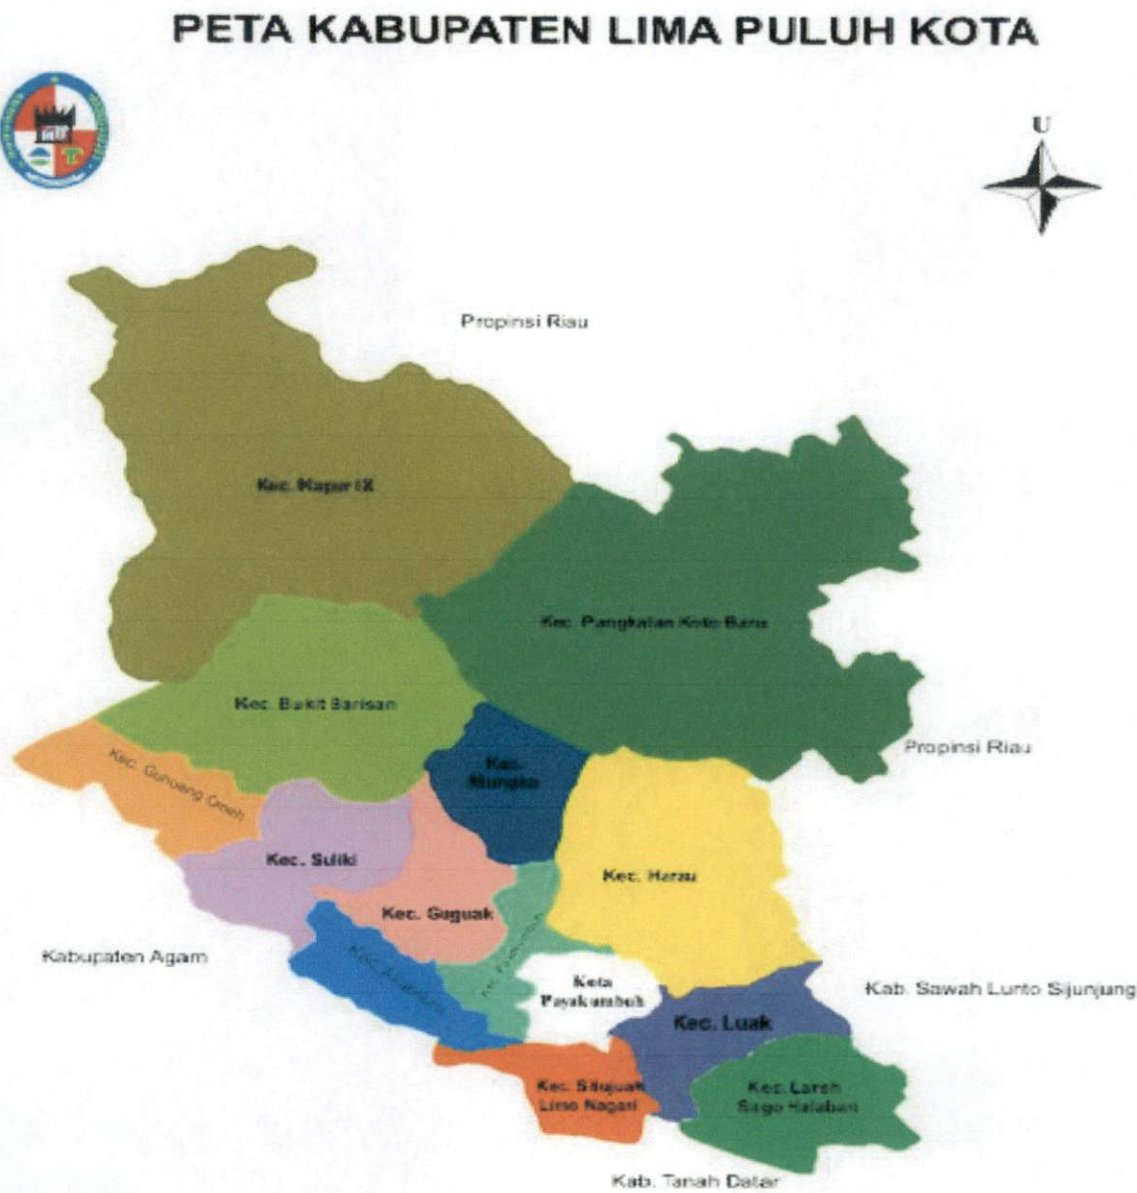 PETA KABUPATEN LIMA PULUH KOTA
U
Propinsi Riau
Kec. Kapur IX
Kec. Pangkalan Koto Baru
Kec. Bukit Barisan
Propinsi Riau
Kec. Gunuang Omeh
Kec.
Mungka
Kec. Suliki
Kec. Harau
Kec. Guguak
Kabupaten Agam
Kec.
Kec.
Kota
Payakumbuh
Kab. Sawah Lunto Sijunjung
Kec. Luak
Kec. Situjuah
Limo Nagari
Kec. Lareh
Sago Halaban
Kab. Tanah Datar